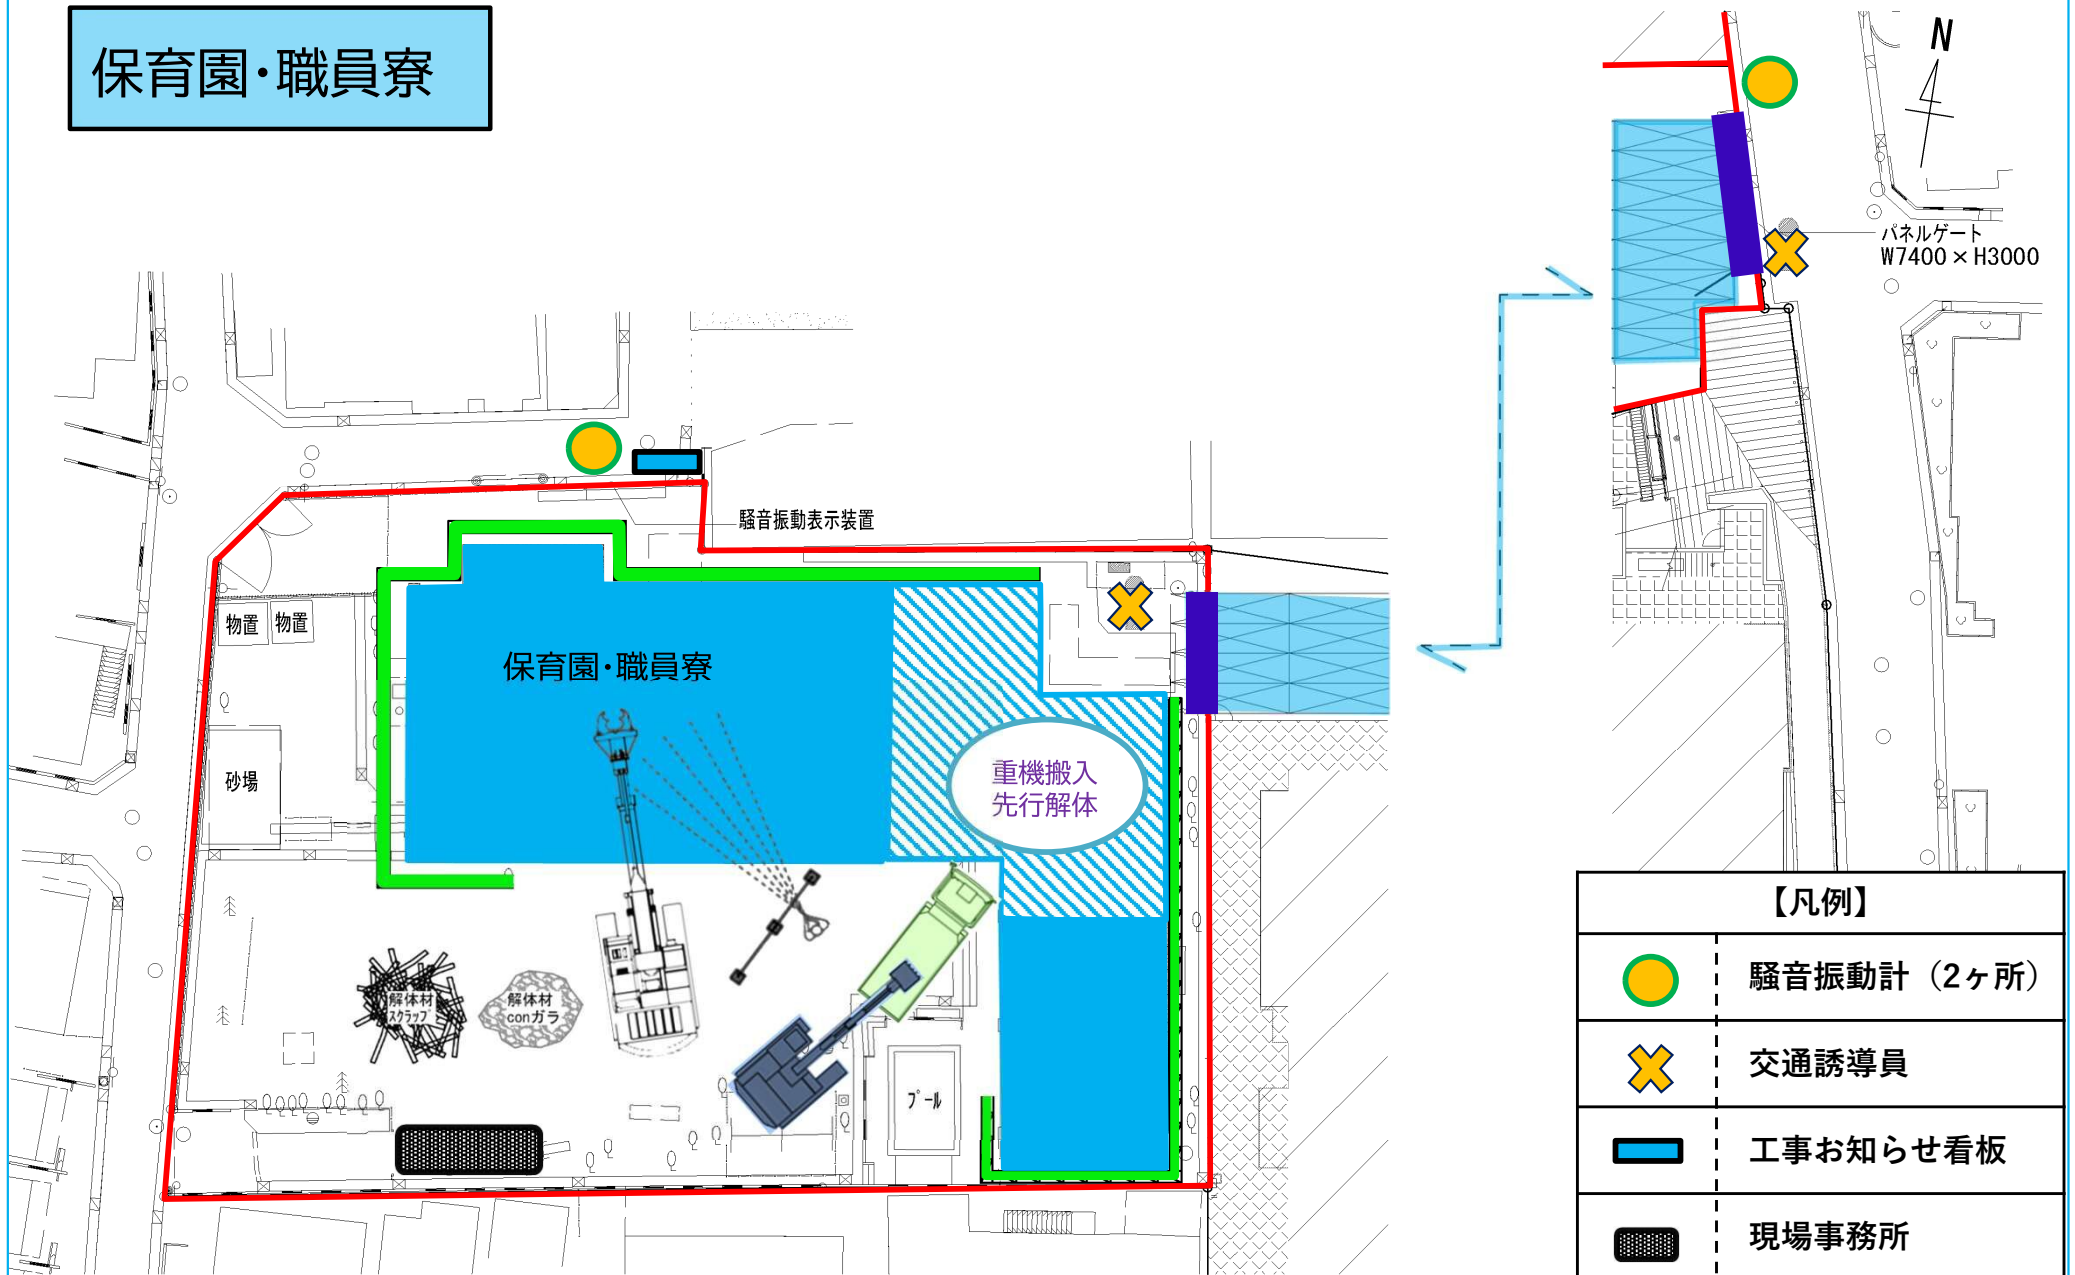 保育園･職員寮
N
パネルゲート
W7400×H3000
騒音振動表示装置
物置
物置
保育園･職員寮
砂場
重機搬入
先行解体
解体材
スクラップ
解体材
conガラ
プール
【凡例】
騒音振動計（2ヶ所）
交通誘導員
工事お知らせ看板
現場事務所